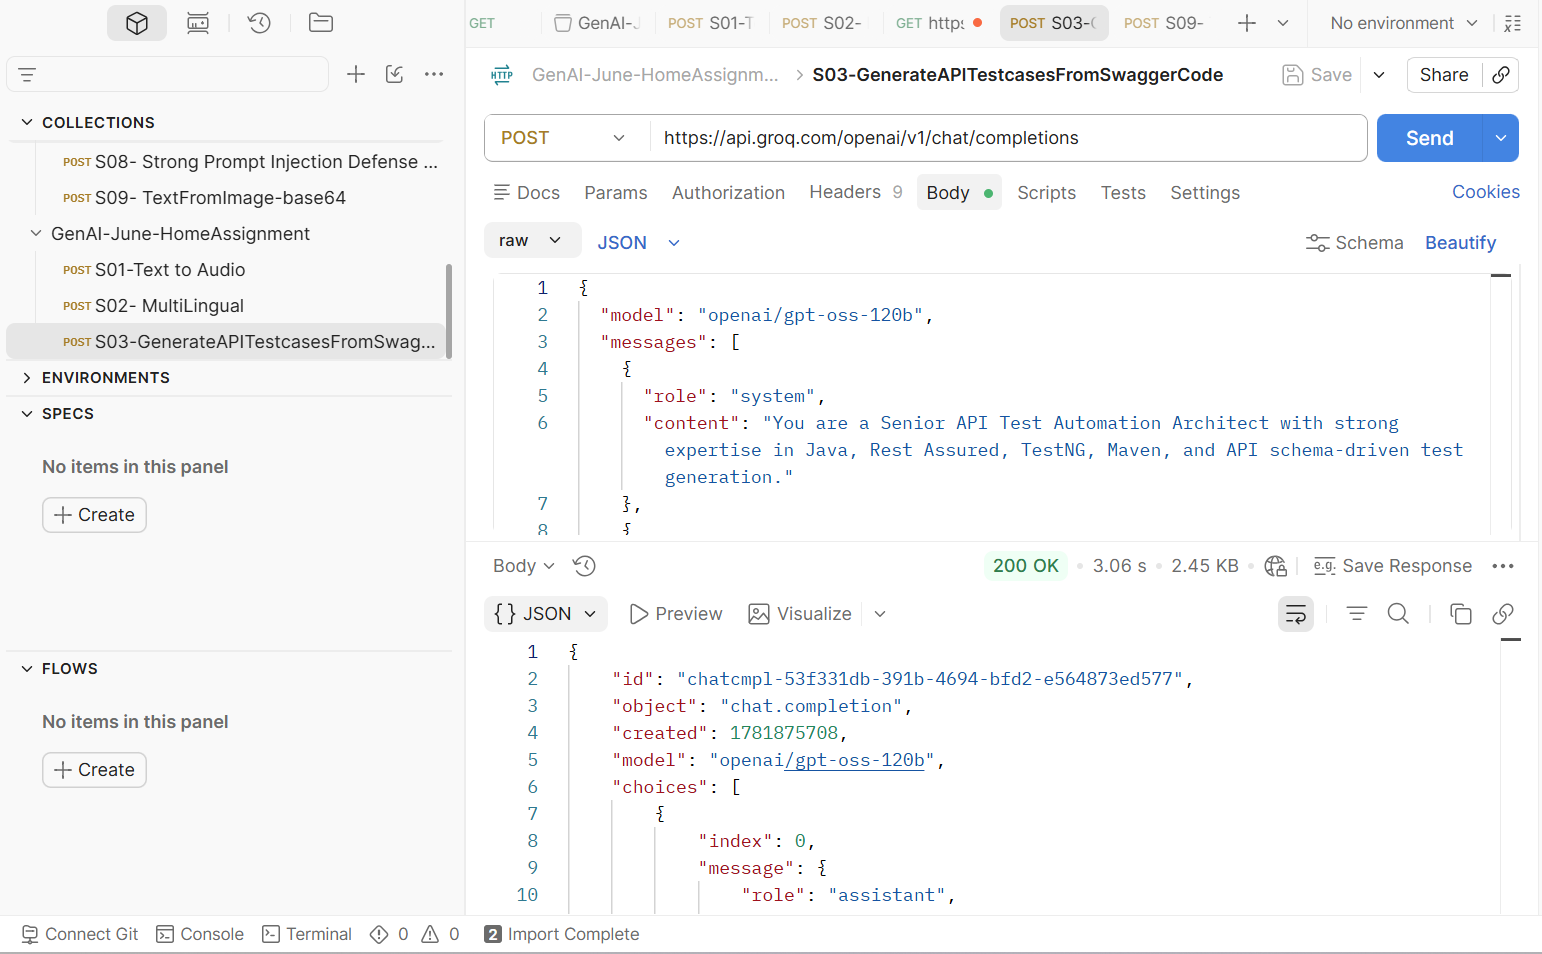 GET
GenAI-J
POST S01-T
POST S02-
GET https
POST S03-G
POST S09-
No environment
GenAI-June-HomeAssignm...
S03-GenerateAPITestcasesFromSwaggerCode
Save
Share
COLLECTIONS
POST S08- Strong Prompt Injection Defense ...
POST S09- TextFromImage-base64
GenAI-June-HomeAssignment
POST S01-Text to Audio
POST S02- MultiLingual
POST S03-GenerateAPITestcasesFromSwag...
ENVIRONMENTS
SPECS
No items in this panel
Create
FLOWS
No items in this panel
Create
POST
https://api.groq.com/openai/v1/chat/completions
Send
Docs
Params
Authorization
Headers 9
Body
Scripts
Tests
Settings
Cookies
raw
JSON
Schema
Beautify
1 {
2 "model": "openai/gpt-oss-120b",
3 "messages": [
4 {
5 "role": "system",
6 "content": "You are a Senior API Test Automation Architect with strong
expertise in Java, Rest Assured, TestNG, Maven, and API schema-driven test
generation."
7 },
8 {
Body
200 OK
3.06 s
2.45 KB
e.g. Save Response
{} JSON
Preview
Visualize
1 {
2 "id": "chatcmpl-53f331db-391b-4694-bfd2-e564873ed577",
3 "object": "chat.completion",
4 "created": 1781875708,
5 "model": "openai/gpt-oss-120b",
6 "choices": [
7 {
8 "index": 0,
9 "message": {
10 "role": "assistant",
Connect Git
Console
Terminal
0
0
2 Import Complete